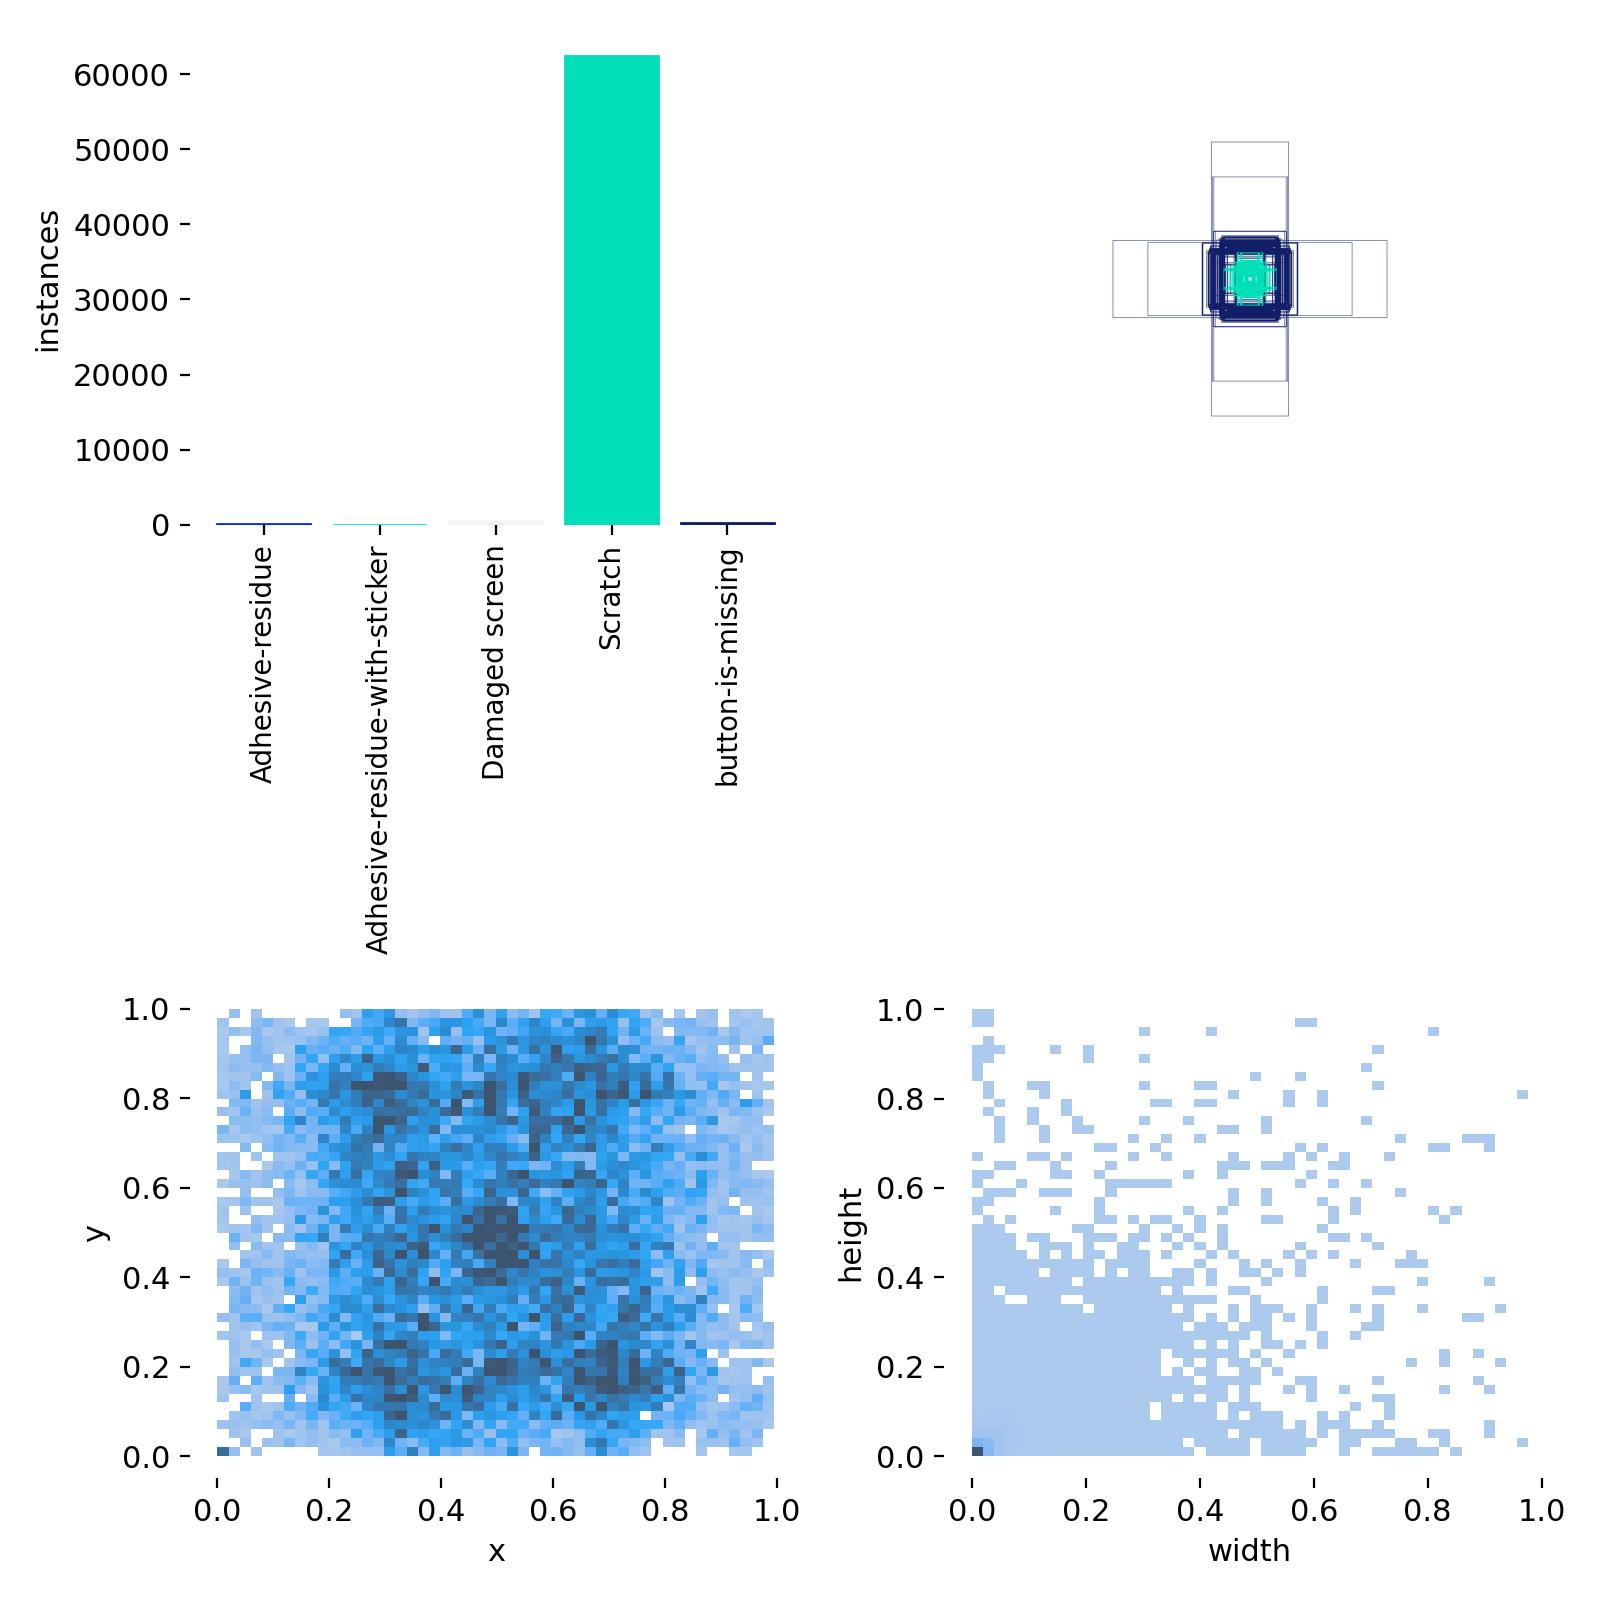 60000
50000
40000
30000
20000
10000
0
instances
Adhesive-residue
Adhesive-residue-with-sticker
Damaged screen
Scratch
button-is-missing
1.0
0.8
0.6
0.4
0.2
0.0
y
0.0 0.2 0.4 0.6 0.8 1.0
x
1.0
0.8
0.6
0.4
0.2
0.0
height
0.0 0.2 0.4 0.6 0.8 1.0
width